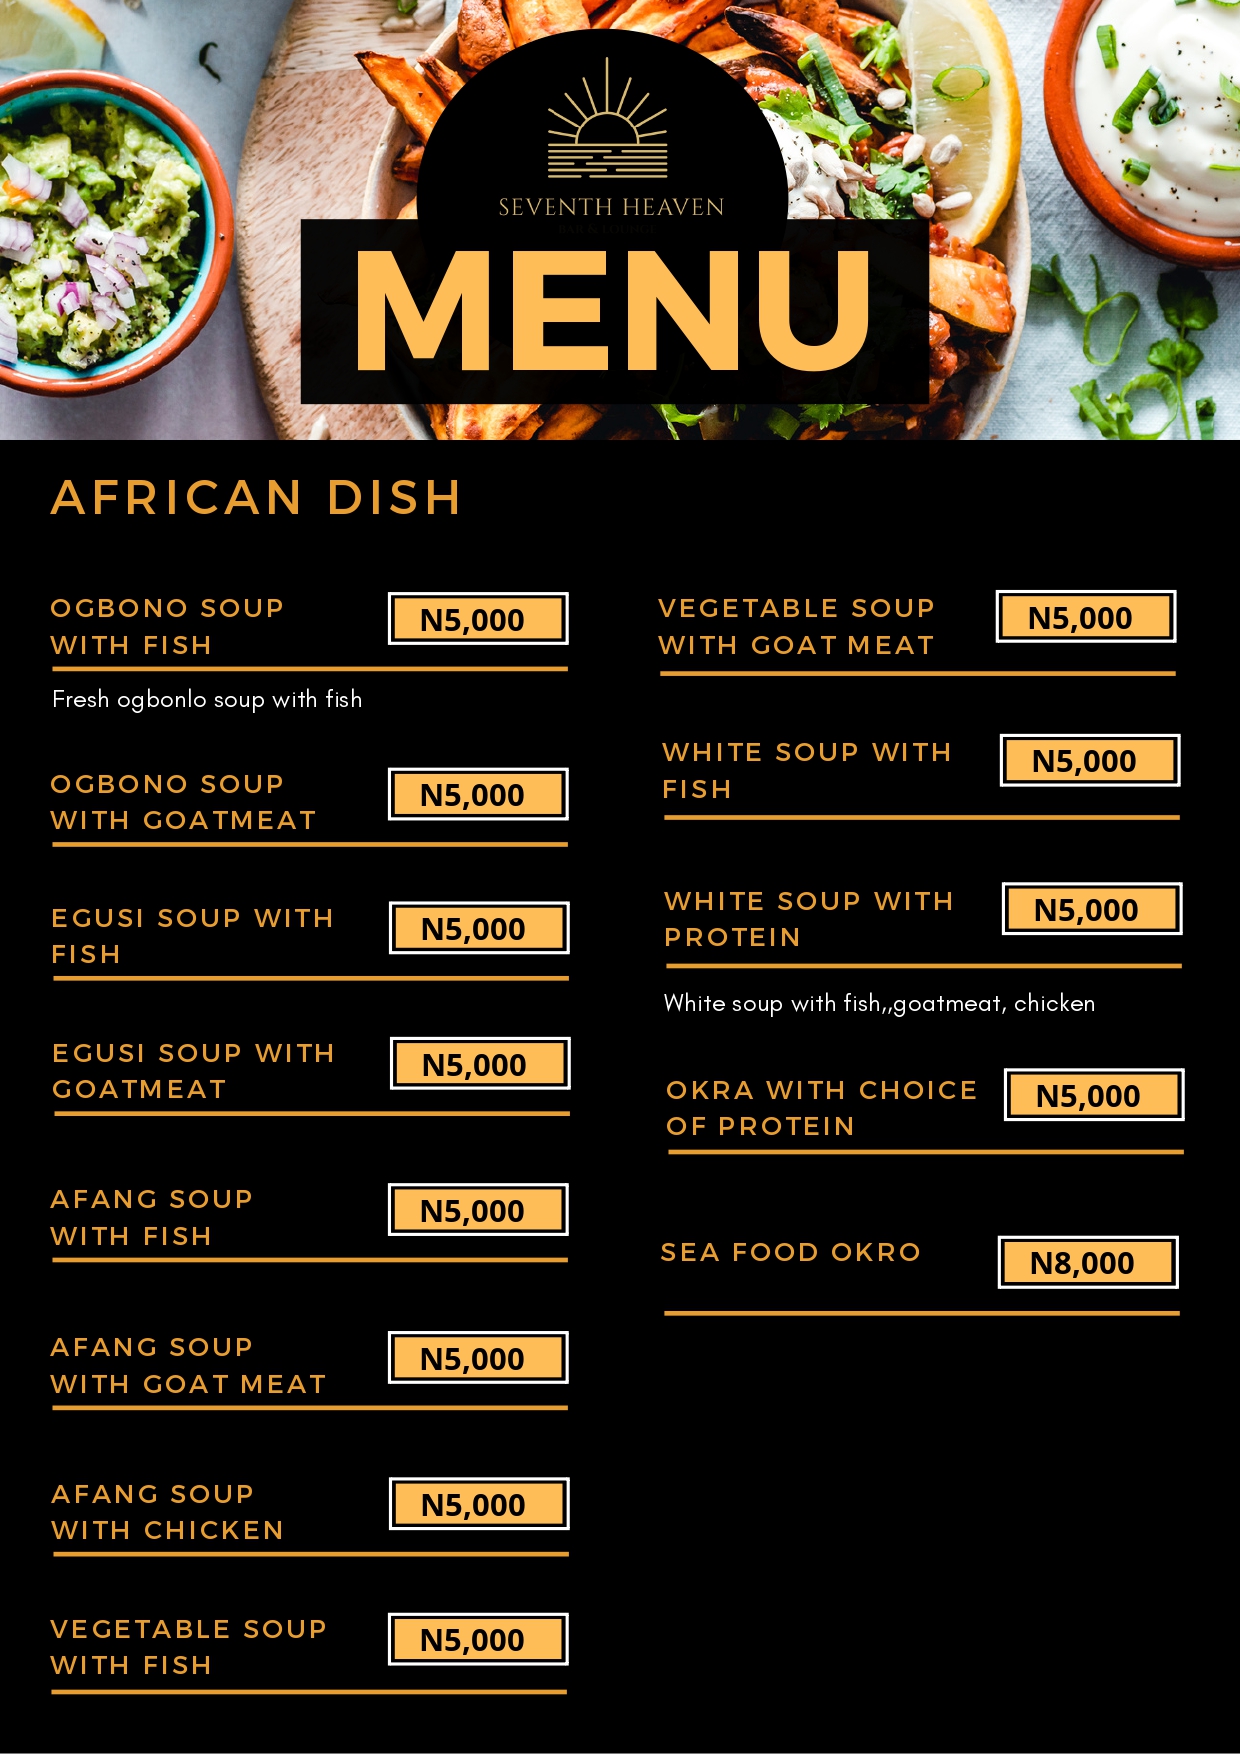 SEVENTH HEAVEN
BAR & LOUNGE
MENU
AFRICAN DISH
OGBONO SOUP
WITH FISH
N5,000
Fresh ogbonlo soup with fish
OGBONO SOUP
WITH GOATMEAT
N5,000
EGUSI SOUP WITH
FISH
N5,000
EGUSI SOUP WITH
GOATMEAT
N5,000
AFANG SOUP
WITH FISH
N5,000
AFANG SOUP
WITH GOAT MEAT
N5,000
AFANG SOUP
WITH CHICKEN
N5,000
VEGETABLE SOUP
WITH FISH
N5,000
VEGETABLE SOUP
WITH GOAT MEAT
N5,000
WHITE SOUP WITH
FISH
N5,000
WHITE SOUP WITH
PROTEIN
N5,000
White soup with fish,,goatmeat, chicken
OKRA WITH CHOICE
OF PROTEIN
N5,000
SEA FOOD OKRO
N8,000